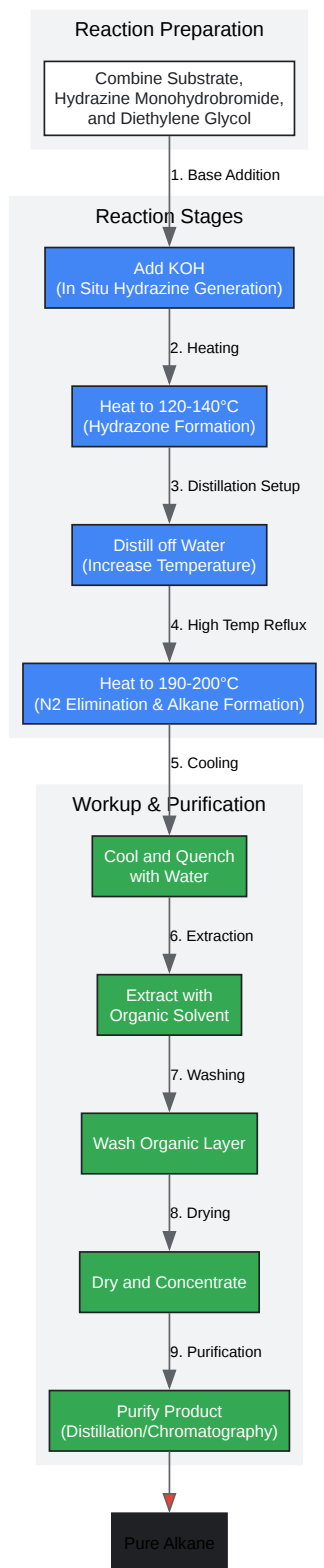 Reaction Preparation
Combine Substrate,
Hydrazine Monohydrobromide,
and Diethylene Glycol
1. Base Addition
Reaction Stages
Add KOH
(In Situ Hydrazine Generation)
2. Heating
Heat to 120-140°C
(Hydrazone Formation)
3. Distillation Setup
Distill off Water
(Increase Temperature)
4. High Temp Reflux
Heat to 190-200°C
(N2 Elimination & Alkane Formation)
5. Cooling
Workup & Purification
Cool and Quench
with Water
6. Extraction
Extract with
Organic Solvent
7. Washing
Wash Organic Layer
8. Drying
Dry and Concentrate
9. Purification
Purify Product
(Distillation/Chromatography)
Pure Alkane